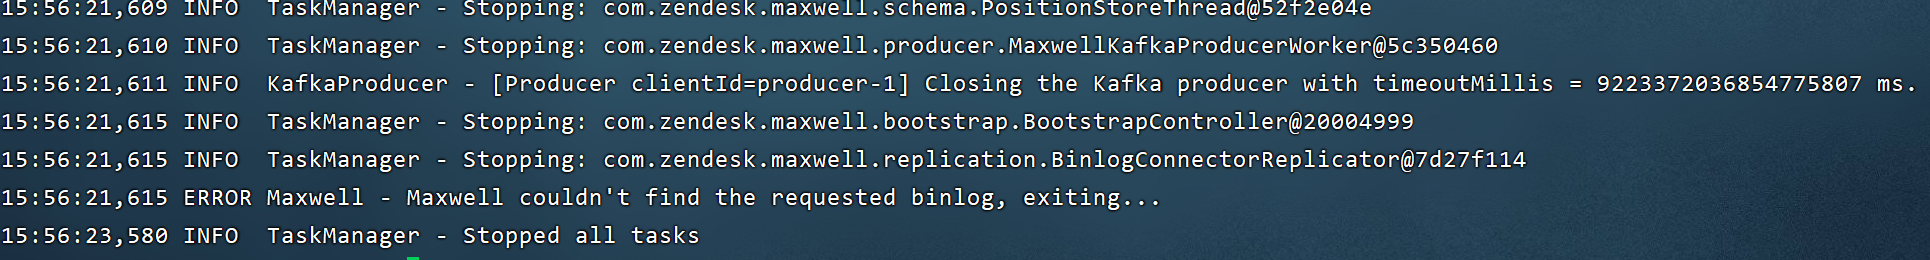 15:56:21,609 INFO  TaskManager - Stopping: com.zendesk.maxwell.schema.PositionStoreThread@52f2e04e
15:56:21,610 INFO  TaskManager - Stopping: com.zendesk.maxwell.producer.MaxwellKafkaProducerWorker@5c350460
15:56:21,611 INFO  KafkaProducer - [Producer clientId=producer-1] Closing the Kafka producer with timeoutMillis = 9223372036854775807 ms.
15:56:21,615 INFO  TaskManager - Stopping: com.zendesk.maxwell.bootstrap.BootstrapController@20004999
15:56:21,615 INFO  TaskManager - Stopping: com.zendesk.maxwell.replication.BinlogConnectorReplicator@7d27f114
15:56:21,615 ERROR Maxwell - Maxwell couldn't find the requested binlog, exiting...
15:56:23,580 INFO  TaskManager - Stopped all tasks